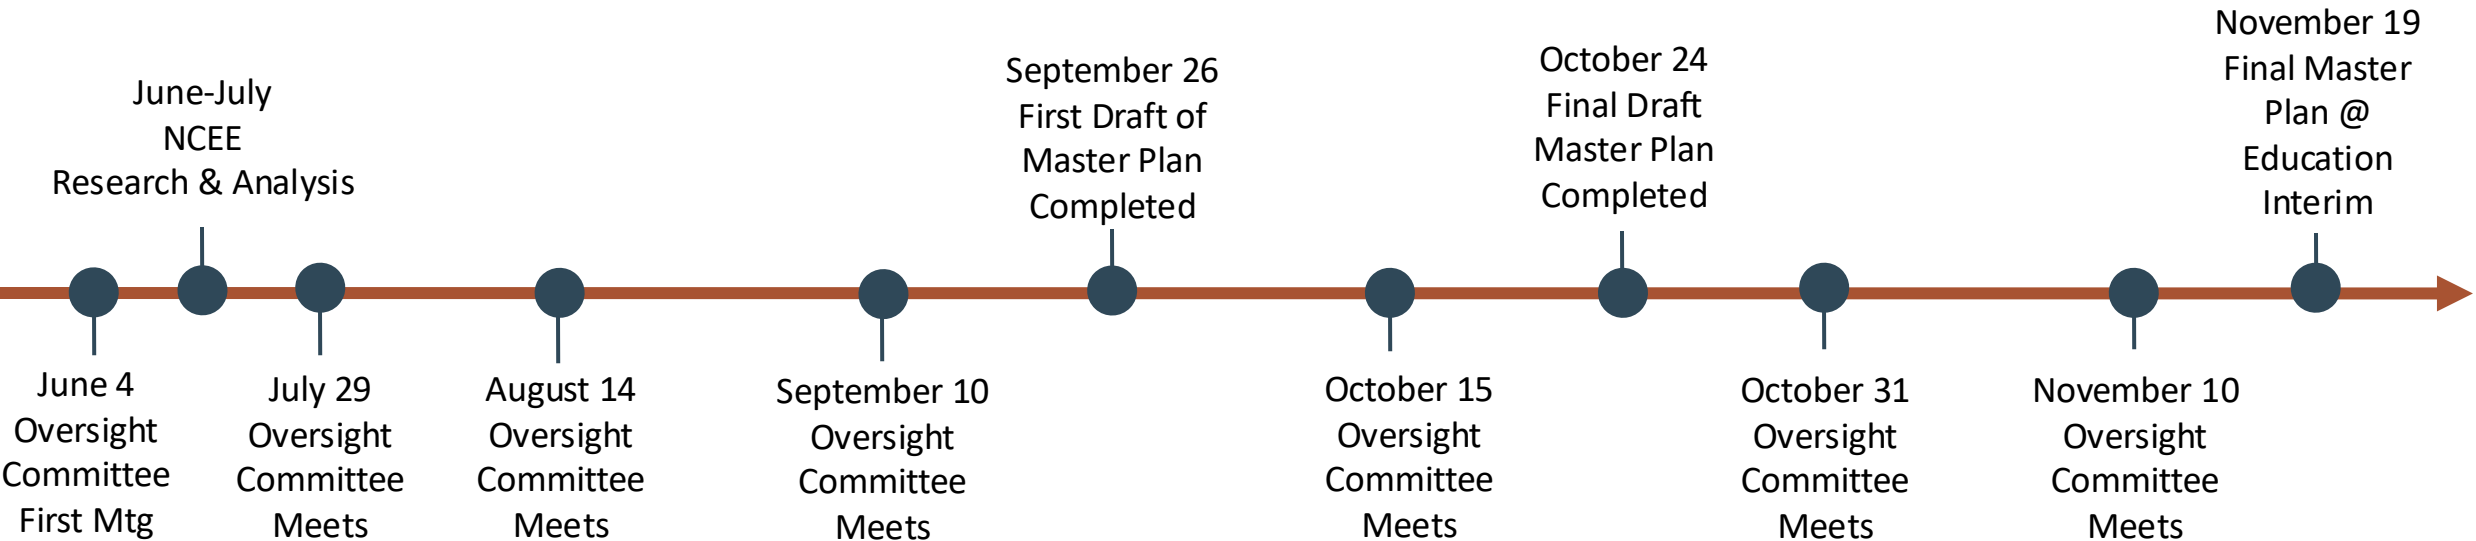 June 4
Oversight
Committee
First Mtg
June-July
NCEE
Research & Analysis
July 29
Oversight
Committee
Meets
August 14
Oversight
Committee
Meets
September 10
Oversight
Committee
Meets
September 26
First Draft of
Master Plan
Completed
October 15
Oversight
Committee
Meets
October 24
Final Draft
Master Plan
Completed
October 31
Oversight
Committee
Meets
November 10
Oversight
Committee
Meets
November 19
Final Master
Plan @
Education
Interim